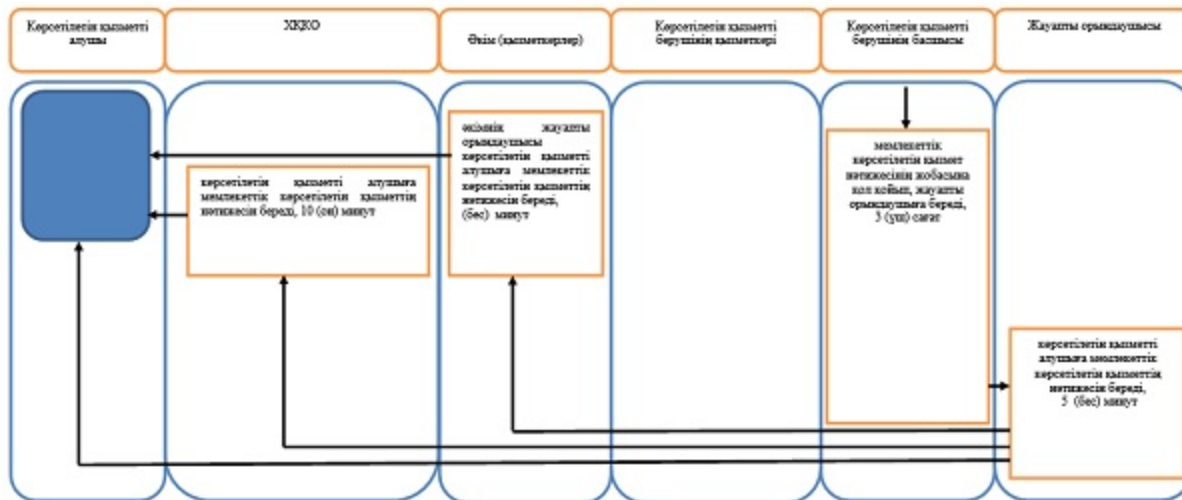 Көрсетілетін қызметті
алушы
ХҚКО
Әкім (қызметкерлер)
Көрсетілетін қызметті
берушінің қызметкері
Көрсетілетін қызметті
берушінің басшысы
Жауапты орындаушысы
көрсетілетін қызметті алушыға
мемлекеттік көрсетілетін қызметтің
нәтижесін береді, 10 (он) минут
әкімнің жауапты
орындаушысы
көрсетілетін қызметті
алушыға мемлекеттік
көрсетілетін қызметтің
нәтижесін береді,
(бес) минут
мемлекеттік
көрсетілетін қызмет
нәтижесінің жобасына
қол қойып, жауапты
орындаушыға береді,
3 (үш) сағат
көрсетілетін қызметті
алушыға мемлекеттік
көрсетілетін қызметтің
нәтижесін береді,
5 (бес) минут